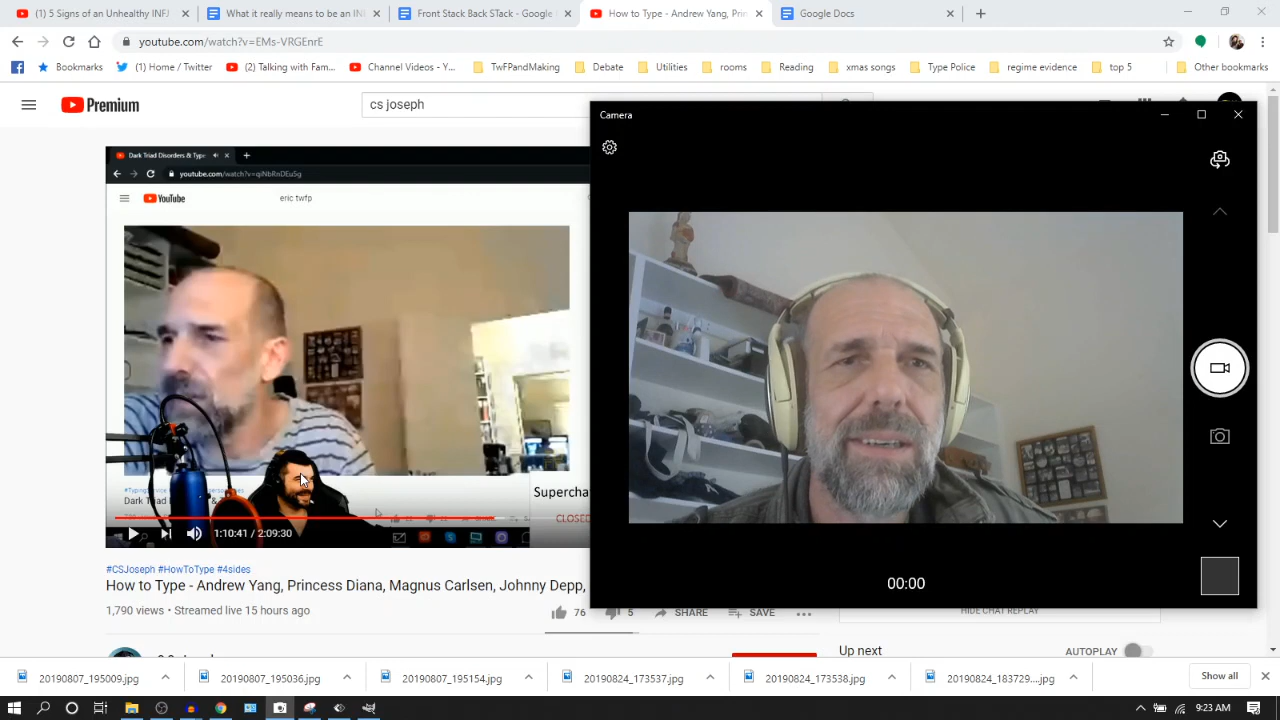 (1) 5 Signs of an Unhealthy INFJ
What it really means to be an IN
Front Stack Back STack - Google
How to Type - Andrew Yang, Prin
Google Docs
youtube.com/watch?v=EMs-VRGEnrE
Bookmarks
(1) Home / Twitter
(2) Talking with Fam...
Channel Videos - Y...
TwFPandMaking
Debate
Utilities
rooms
Reading
xmas songs
Type Police
regime evidence
top 5
Other bookmarks
Premium
cs joseph
Camera
Dark Triad Disorders & Type
youtube.com/watch?v=qiNbRnDEuSg
YouTube
eric twfp
Dark Triad
Supercha
CLOSED
1:10:41 / 2:09:30
00:00
#CSJoseph #HowToType #4sides
How to Type - Andrew Yang, Princess Diana, Magnus Carlsen, Johnny Depp,
1,790 views • Streamed live 15 hours ago
76
5
SHARE
SAVE
HIDE CHAT REPLAY
Up next
AUTOPLAY
20190807_195009.jpg
20190807_195036.jpg
20190807_195154.jpg
20190824_173537.jpg
20190824_173538.jpg
20190824_183729....jpg
Show all
9:23 AM